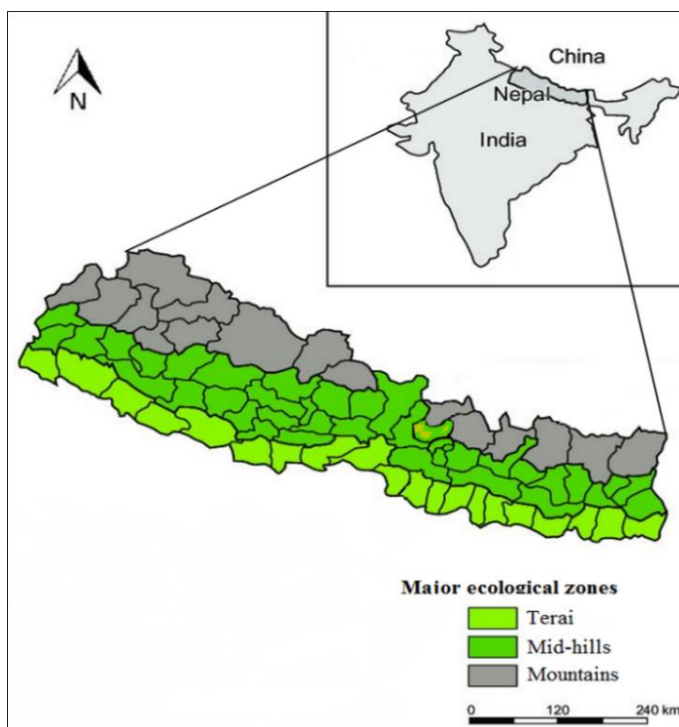 China
Nepal
India
N
Major ecological zones
Terai
Mid-hills
Mountains
0 120 240 km